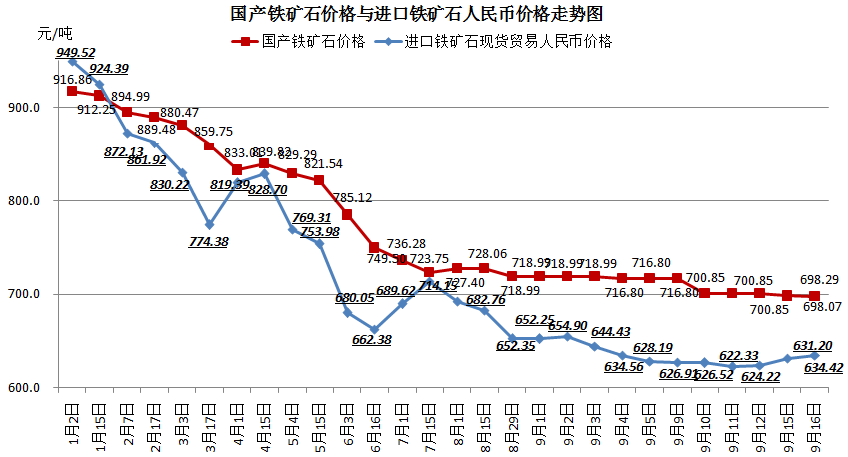 国产铁矿石价格与进口铁矿石人民币价格走势图
元/吨
国产铁矿石价格 进口铁矿石现货贸易人民币价格
949.52
924.39
916.86
912.25
894.99
889.48
880.47
859.75
833.01
839.82
829.29
821.54
785.12
749.50
736.28
723.75
727.40
728.06
718.99
718.99
718.99
718.99
716.80
716.80
716.80
700.85
700.85
700.85
698.29
698.07
872.13
861.92
830.22
774.38
819.39
828.70
769.31
753.98
680.05
662.38
689.62
714.15
682.76
652.35
652.25
654.90
644.43
634.56
628.19
626.91
626.52
622.33
624.22
631.20
634.42
900.0
800.0
700.0
600.0
1月2日
1月15日
2月7日
2月17日
3月3日
3月17日
4月1日
4月15日
5月4日
5月15日
6月3日
6月16日
7月1日
7月15日
8月1日
8月15日
8月29日
9月1日
9月2日
9月3日
9月4日
9月5日
9月9日
9月10日
9月11日
9月12日
9月15日
9月16日